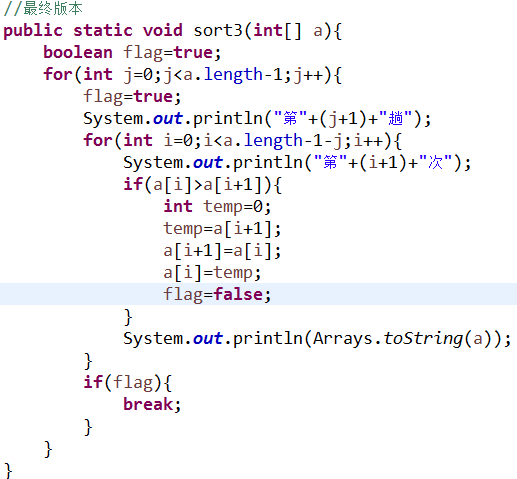 //最终版本
public static void sort3(int[] a){
    boolean flag=true;
    for(int j=0;j<a.length-1;j++){
        flag=true;
        System.out.println("第"+(j+1)+"趟");
        for(int i=0;i<a.length-1-j;i++){
            System.out.println("第"+(i+1)+"次");
            if(a[i]>a[i+1]){
                int temp=0;
                temp=a[i+1];
                a[i+1]=a[i];
                a[i]=temp;
                flag=false;
            }
            System.out.println(Arrays.toString(a));
        }
        if(flag){
            break;
        }
    }
}